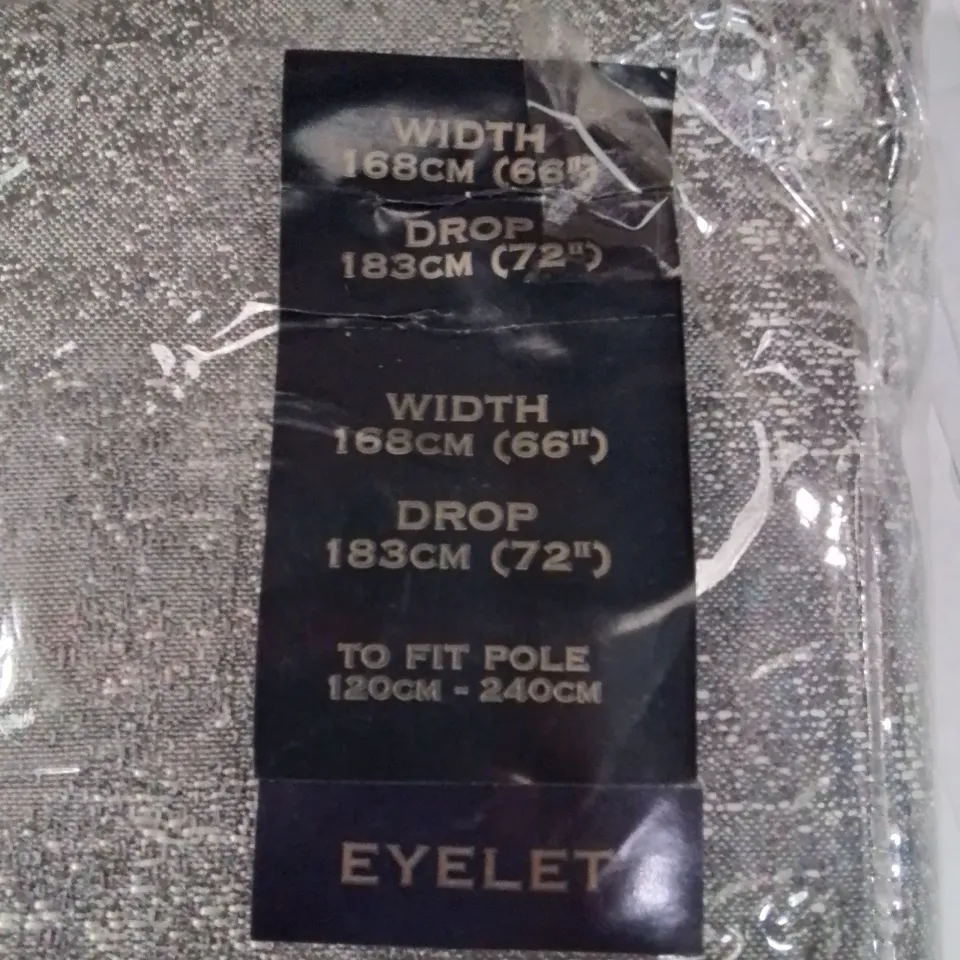 WIDTH
168CM (66")
DROP
183CM (72")
WIDTH
168CM (66")
DROP
183CM (72")
TO FIT POLE
120CM - 240CM
EYELET